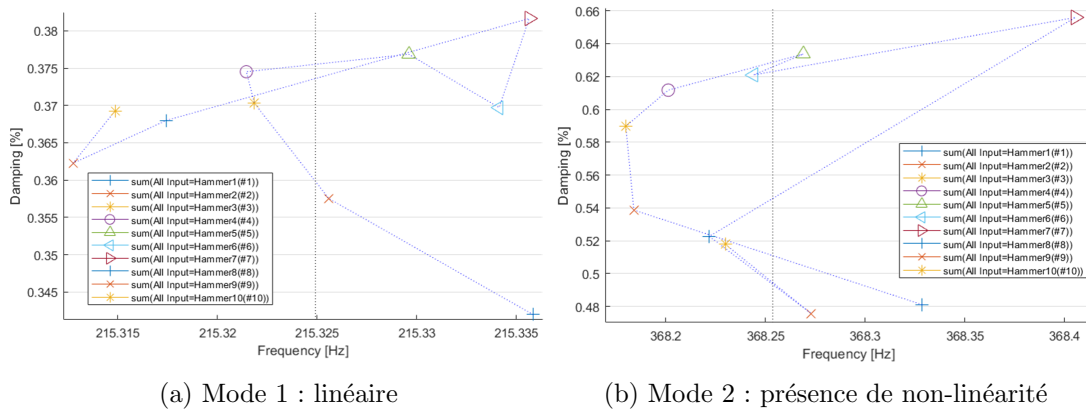 0.38
0.375
0.37
0.365
0.36
0.355
0.35
0.345
Damping [%]
215.315
215.32
215.325
215.33
215.335
Frequency [Hz]
sum(All Input=Hammer1(#1))
sum(All Input=Hammer2(#2))
sum(All Input=Hammer3(#3))
sum(All Input=Hammer4(#4))
sum(All Input=Hammer5(#5))
sum(All Input=Hammer6(#6))
sum(All Input=Hammer7(#7))
sum(All Input=Hammer8(#8))
sum(All Input=Hammer9(#9))
sum(All Input=Hammer10(#10))
(a) Mode 1 : linéaire
0.66
0.64
0.62
0.6
0.58
0.56
0.54
0.52
0.5
0.48
Damping [%]
368.2
368.25
368.3
368.35
368.4
Frequency [Hz]
sum(All Input=Hammer1(#1))
sum(All Input=Hammer2(#2))
sum(All Input=Hammer3(#3))
sum(All Input=Hammer4(#4))
sum(All Input=Hammer5(#5))
sum(All Input=Hammer6(#6))
sum(All Input=Hammer7(#7))
sum(All Input=Hammer8(#8))
sum(All Input=Hammer9(#9))
sum(All Input=Hammer10(#10))
(b) Mode 2 : présence de non-linéarité